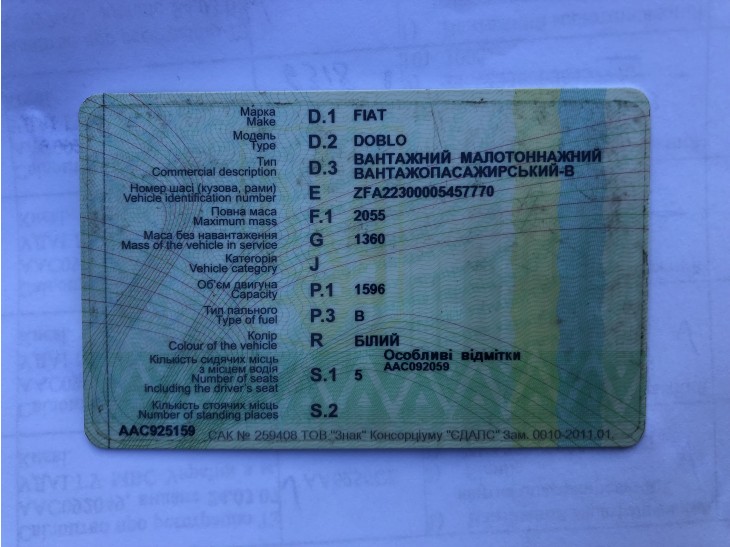 Марка
Make
D.1 FIAT
Модель
Type
D.2 DOBLO
Тип
Commercial description
D.3 ВАНТАЖНИЙ МАЛОТОННАЖНИЙ
ВАНТАЖОПАСАЖИРСЬКИЙ-В
Номер шасі (кузова, рами)
Vehicle identification number
E ZFA22300005457770
Повна маса
Maximum mass
F.1 2055
Маса без навантаження
Mass of the vehicle in service
G 1360
Категорія
Vehicle category
J
Об'єм двигуна
Capacity
P.1 1596
Тип пального
Type of fuel
P.3 B
Колір
Colour of the vehicle
R БІЛИЙ
Кількість сидячих місць
з місцем водія
Number of seats
including the driver's seat
S.1 5
Особливі відмітки
AAC092059
Кількість стоячих місць
Number of standing places
S.2
AAC925159
САК № 259408 ТОВ "Знак" Консорціуму "ЄДАПС" Зам. 0010-2011.01.